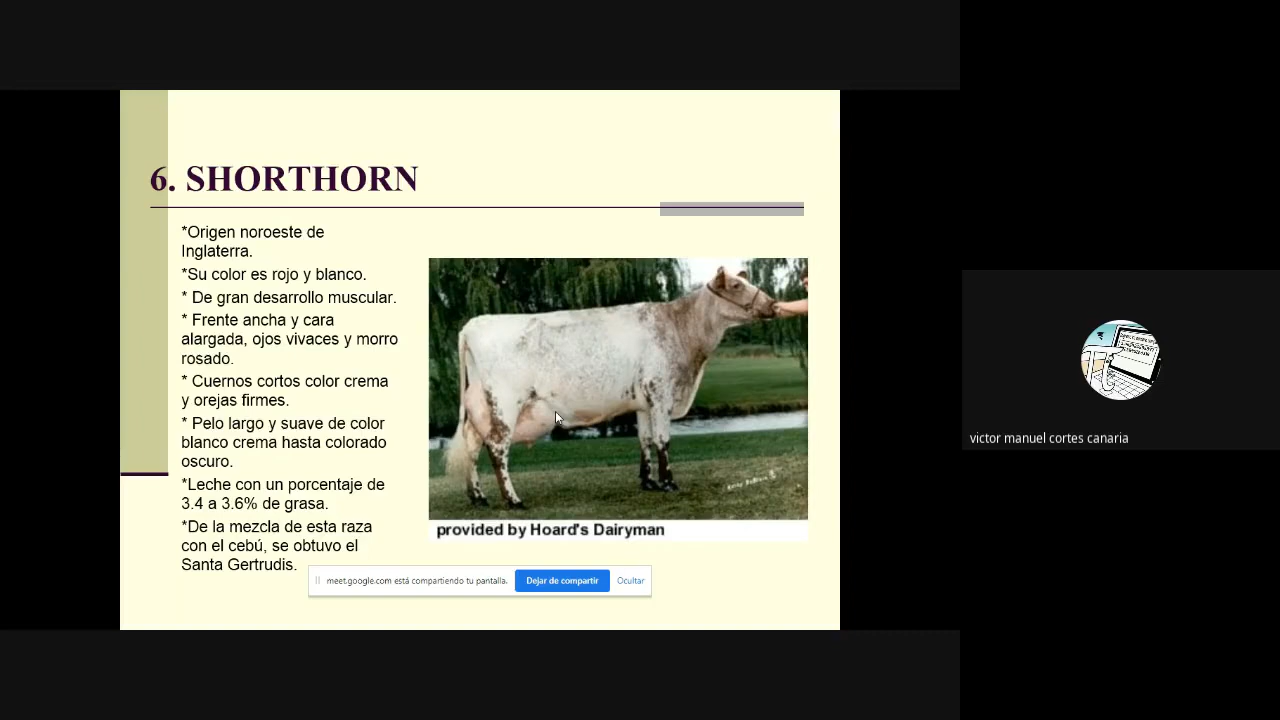 6. SHORTHORN
*Origen noroeste de
Inglaterra.
*Su color es rojo y blanco.
* De gran desarrollo muscular.
* Frente ancha y cara
alargada, ojos vivaces y morro
rosado.
* Cuernos cortos color crema
y orejas firmes.
* Pelo largo y suave de color
blanco crema hasta colorado
oscuro.
*Leche con un porcentaje de
3.4 a 3.6% de grasa.
*De la mezcla de esta raza
con el cebú, se obtuvo el
Santa Gertrudis.
provided by Hoard's Dairyman
meet.google.com está compartiendo tu pantalla.
Dejar de compartir
Ocultar
victor manuel cortes canaria